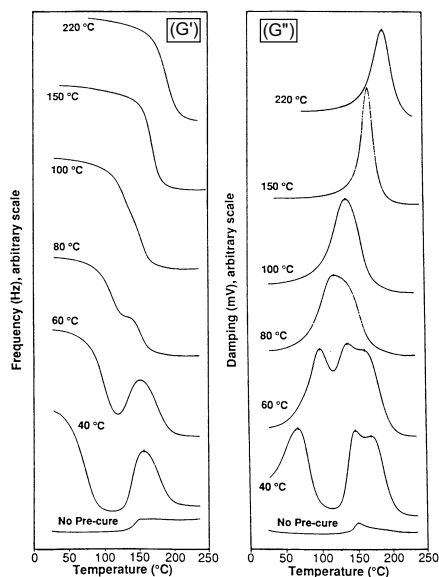 (G')
220 °C
150 °C
100 °C
80 °C
60 °C
40 °C
No Pre-cure
0 50 100 150 200 250
Temperature (°C)
Frequency (Hz), arbitrary scale
(G")
220 °C
150 °C
100 °C
80 °C
60 °C
40 °C
No Pre-cure
0 50 100 150 200 250
Temperature (°C)
Damping (mV), arbitrary scale